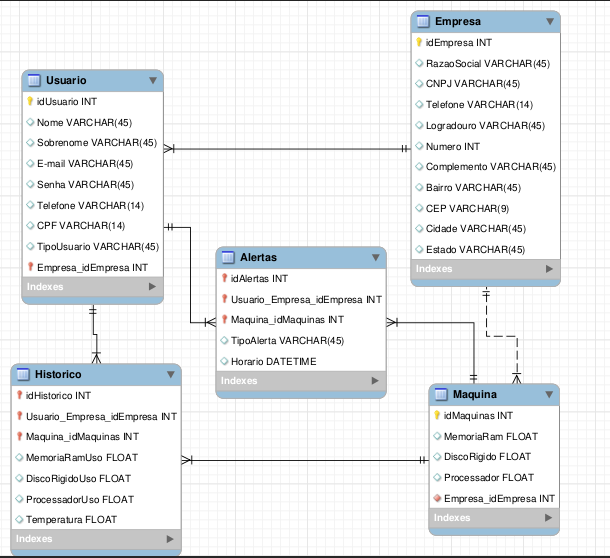 Empresa
idEmpresa INT
RazaoSocial VARCHAR(45)
CNPJ VARCHAR(45)
Telefone VARCHAR(14)
Logradouro VARCHAR(45)
Numero INT
Complemento VARCHAR(45)
Bairro VARCHAR(45)
CEP VARCHAR(9)
Cidade VARCHAR(45)
Estado VARCHAR(45)
Indexes
Usuario
idUsuario INT
Nome VARCHAR(45)
Sobrenome VARCHAR(45)
E-mail VARCHAR(45)
Senha VARCHAR(45)
Telefone VARCHAR(14)
CPF VARCHAR(14)
TipoUsuario VARCHAR(45)
Empresa_idEmpresa INT
Indexes
Alertas
idAlertas INT
Usuario_Empresa_idEmpresa INT
Maquina_idMaquinas INT
TipoAlerta VARCHAR(45)
Horario DATETIME
Indexes
Historico
idHistorico INT
Usuario_Empresa_idEmpresa INT
Maquina_idMaquinas INT
MemoriaRamUso FLOAT
DiscoRigidoUso FLOAT
ProcessadorUso FLOAT
Temperatura FLOAT
Indexes
Maquina
idMaquinas INT
MemoriaRam FLOAT
DiscoRigido FLOAT
Processador FLOAT
Empresa_idEmpresa INT
Indexes